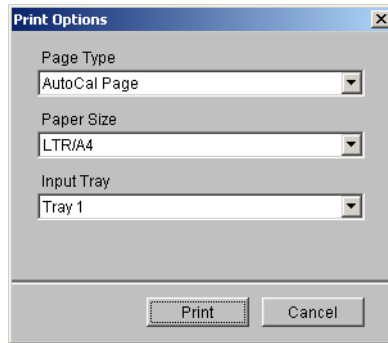 Print Options
Page Type
AutoCal Page
Paper Size
LTR/A4
Input Tray
Tray 1
Print Cancel